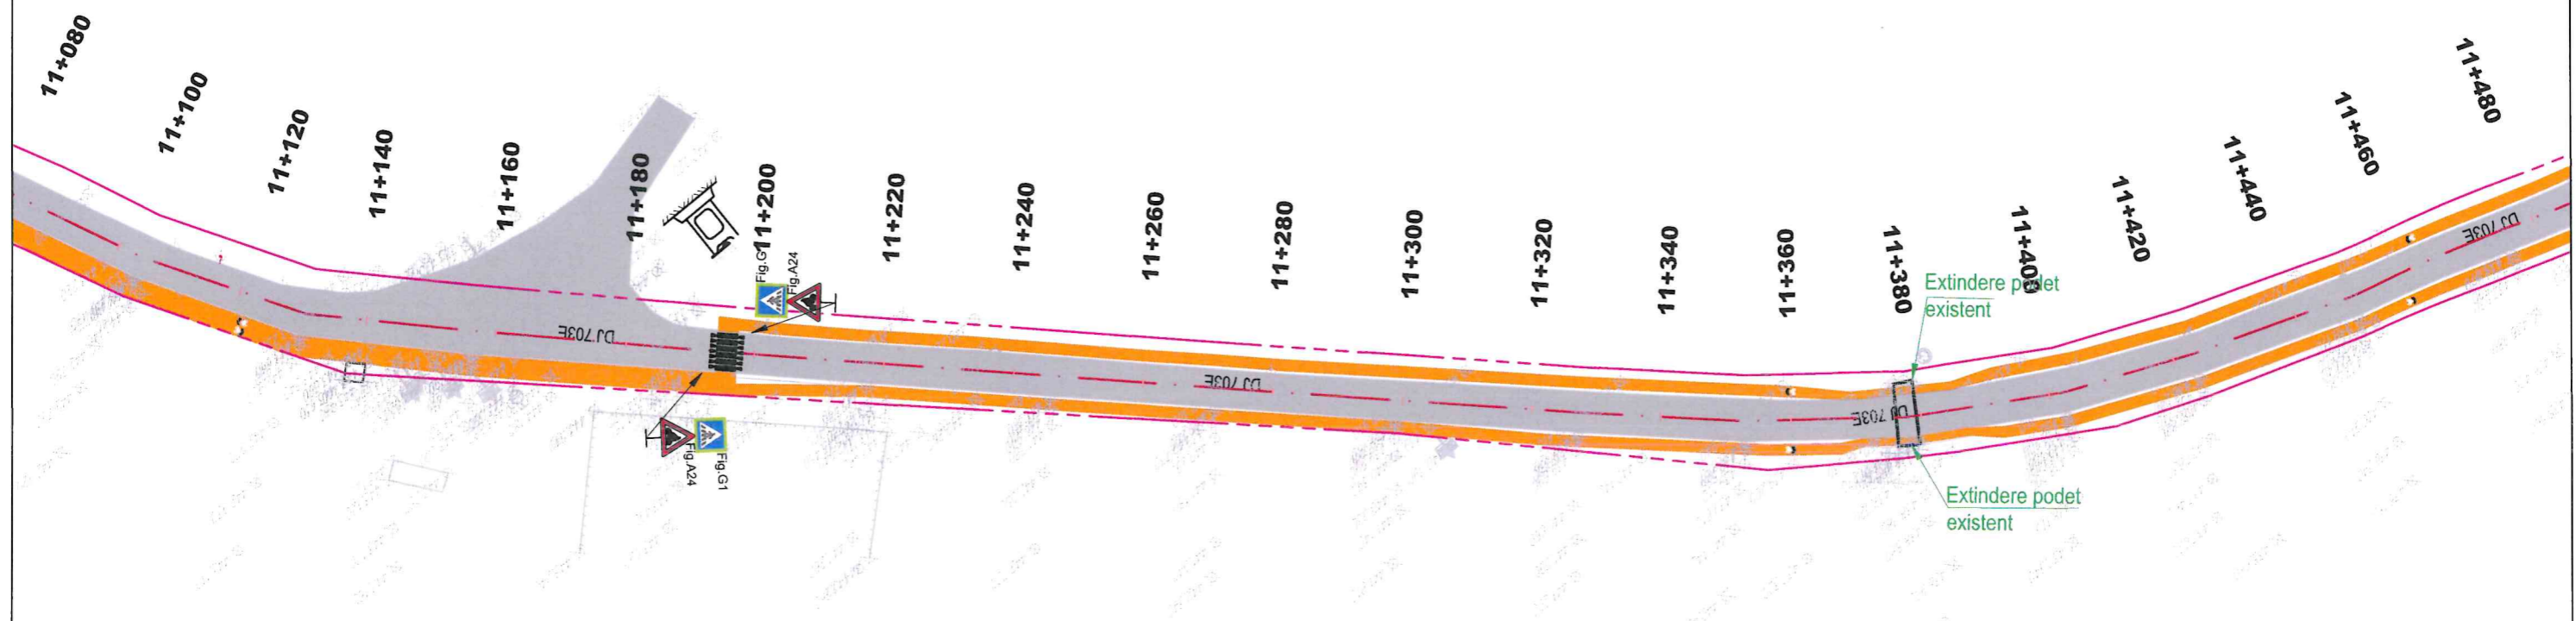 11+080
11+100
11+120
11+140
11+160
11+180
11+200
11+220
11+240
11+260
11+280
11+300
11+320
11+340
11+360
11+380
11+400
11+420
11+440
11+460
11+480
Fig.G1
Fig.A24
Extindere podet
existent
DJ 703E
DJ 703E
DJ 703E
DJ 703E
Fig.A24
Fig.G1
Extindere podet
existent